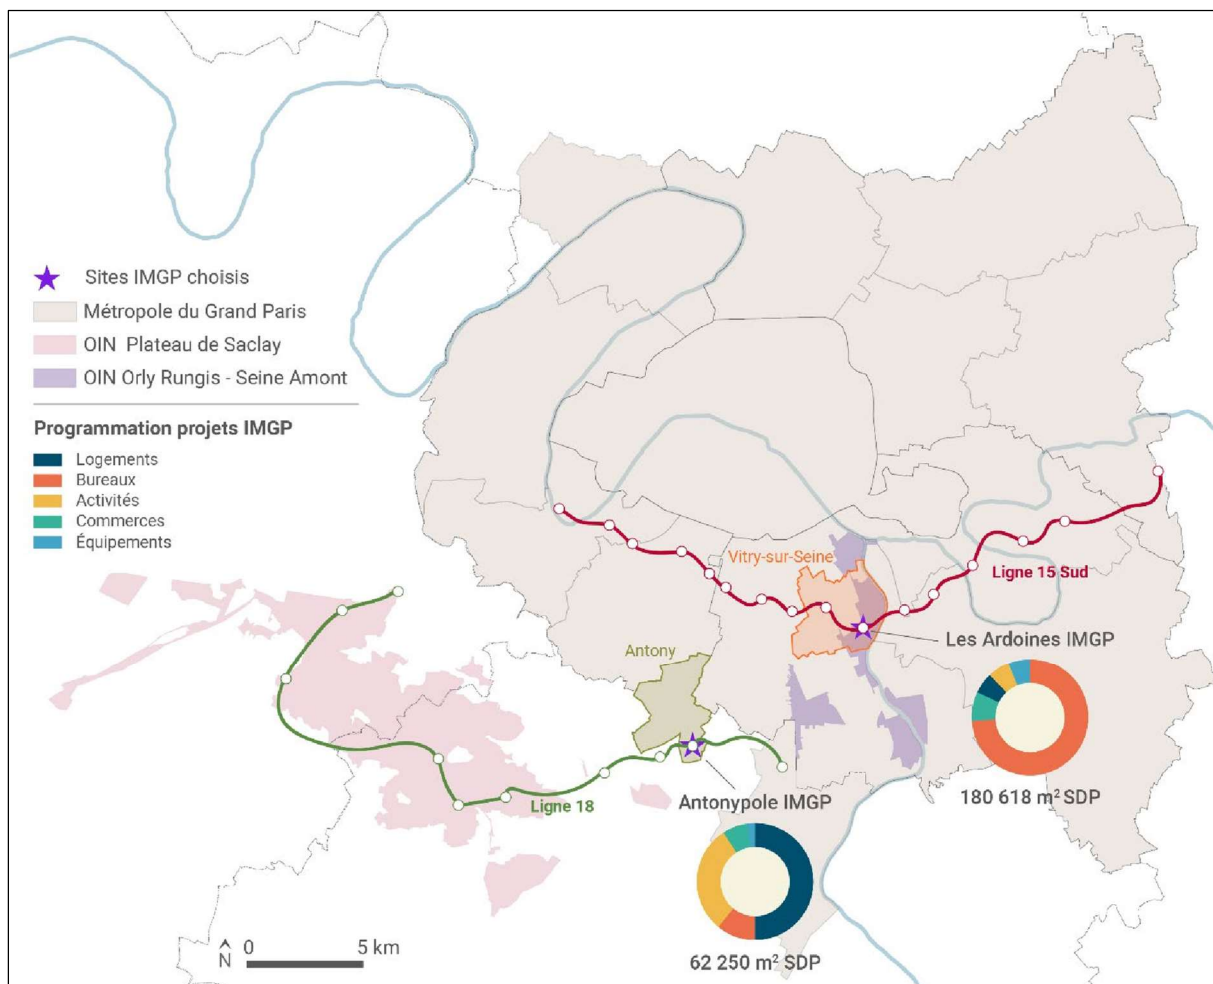 Sites IMGP choisis
Métropole du Grand Paris
OIN Plateau de Saclay
OIN Orly Rungis - Seine Amont
Programmation projets IMGP
Logements
Bureaux
Activités
Commerces
Équipements
Vitry-sur-Seine
Ligne 15 Sud
Les Ardoines IMGP
Antony
180 618 m² SDP
Ligne 18
Antonypole IMGP
62 250 m² SDP
N
0 5 km